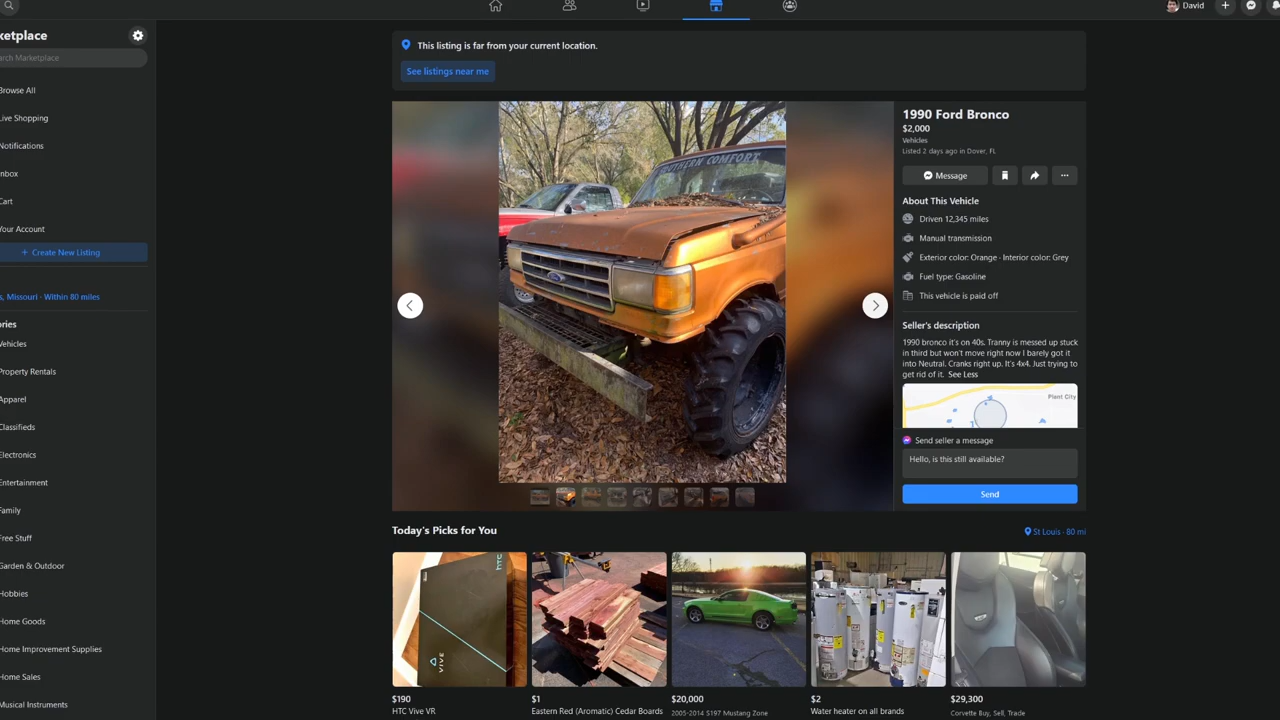 David
ketplace
arch Marketplace
Browse All
Live Shopping
Notifications
nbox
Cart
Your Account
+ Create New Listing
s, Missouri · Within 80 miles
ories
Vehicles
Property Rentals
Apparel
Classifieds
Electronics
Entertainment
Family
Free Stuff
Garden & Outdoor
Hobbies
Home Goods
Home Improvement Supplies
Home Sales
Musical Instruments
This listing is far from your current location.
See listings near me
SOUTHERN COMFORT
Ford
1990 Ford Bronco
$2,000
Vehicles
Listed 2 days ago in Dover, FL
Message
About This Vehicle
Driven 12,345 miles
Manual transmission
Exterior color: Orange · Interior color: Grey
Fuel type: Gasoline
This vehicle is paid off
Seller's description
1990 bronco it's on 40s. Tranny is messed up stuck
in third but won't move right now I barely got it
into Neutral. Cranks right up. It's 4x4. Just trying to
get rid of it. See Less
Plant City
Send seller a message
Hello, is this still available?
Send
Today's Picks for You
St Louis · 80 mi
hTC
VIVE
$190
HTC Vive VR
$1
Eastern Red (Aromatic) Cedar Boards
$20,000
2005-2014 S197 Mustang Zone
$2
Water heater on all brands
$29,300
Corvette Buy, Sell, Trade